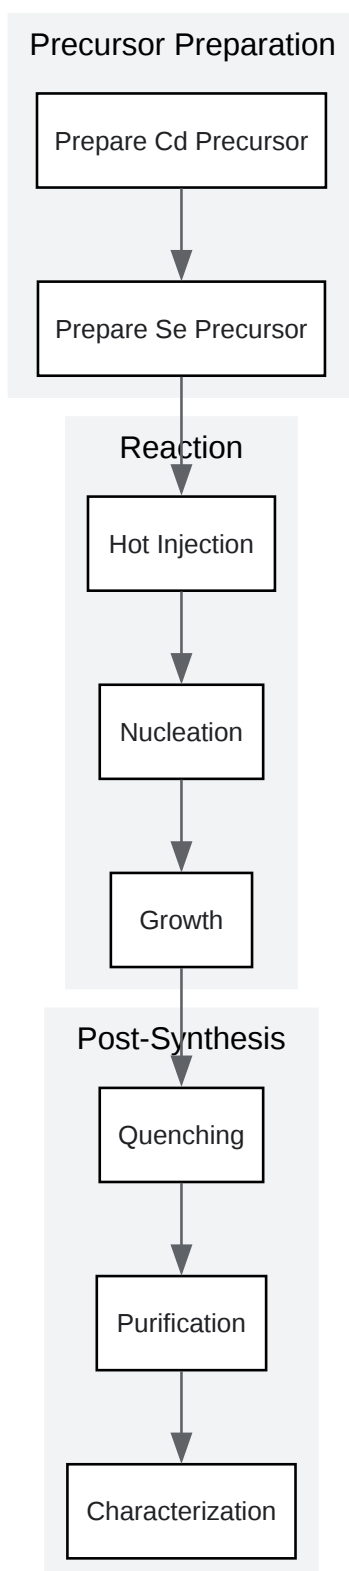 Precursor Preparation
Prepare Cd Precursor
Prepare Se Precursor
Reaction
Hot Injection
Nucleation
Growth
Post-Synthesis
Quenching
Purification
Characterization